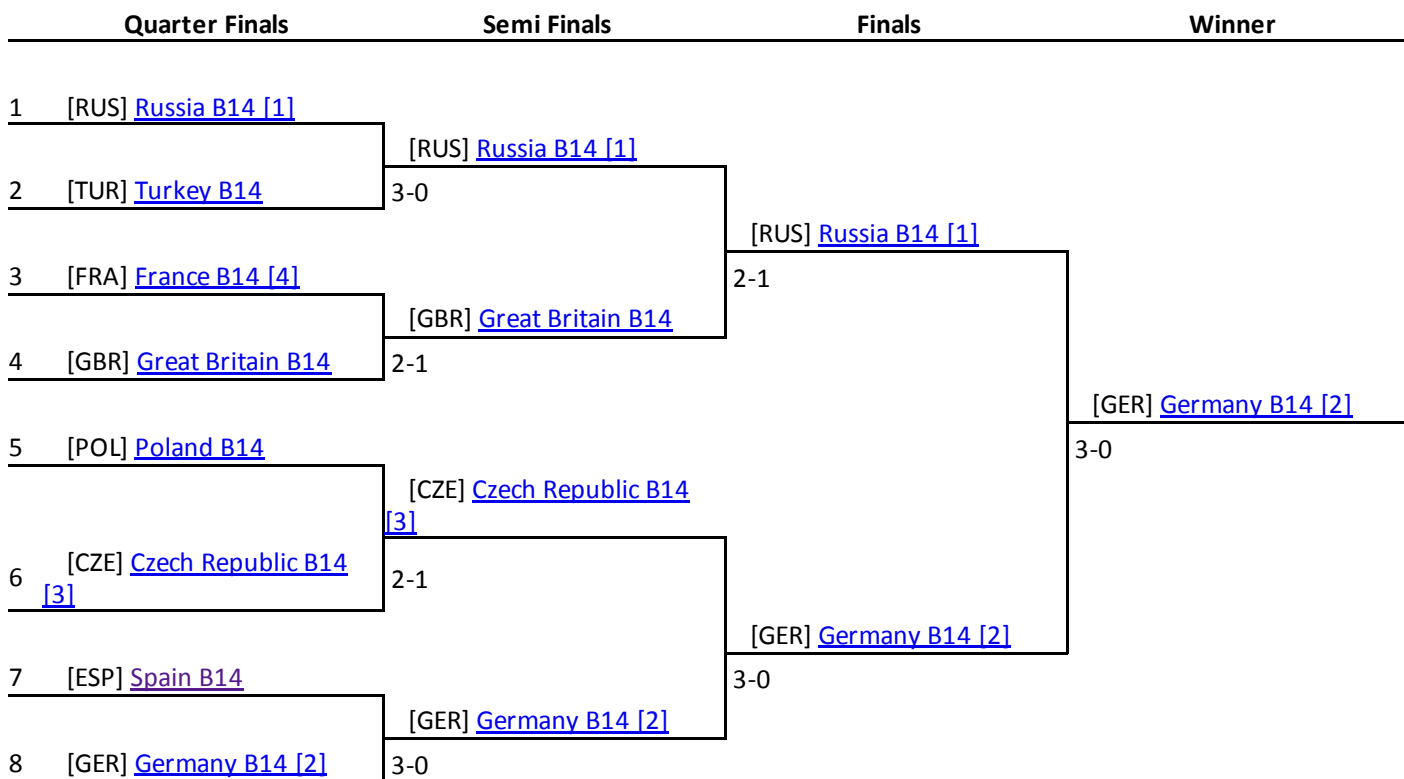 Quarter Finals Semi Finals Finals Winner
1 [RUS] Russia B14 [1]
[RUS] Russia B14 [1]
2 [TUR] Turkey B14 3-0
[RUS] Russia B14 [1]
3 [FRA] France B14 [4] 2-1
[GBR] Great Britain B14
4 [GBR] Great Britain B14 2-1
[GER] Germany B14 [2]
5 [POL] Poland B14 3-0
[CZE] Czech Republic B14
[3]
6 [CZE] Czech Republic B14
[3] 2-1
[GER] Germany B14 [2]
7 [ESP] Spain B14 3-0
[GER] Germany B14 [2]
8 [GER] Germany B14 [2] 3-0